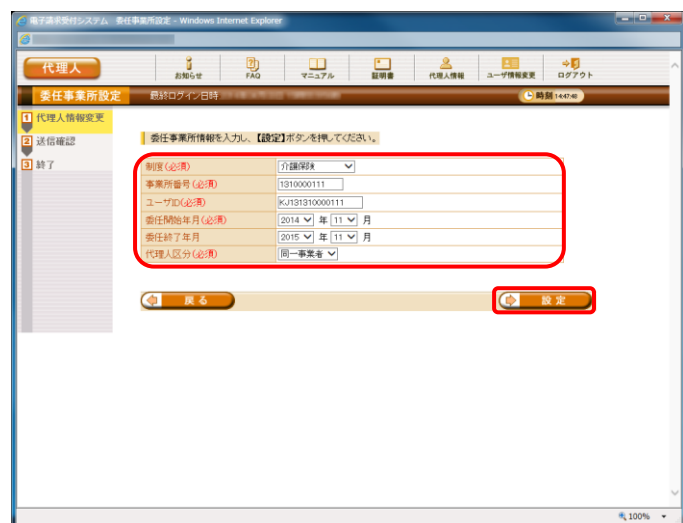 電子請求受付システム 委任事業所設定 - Windows Internet Explorer
代理人
お知らせ FAQ マニュアル 証明書 代理人情報 ユーザ情報変更 ログアウト
委任事業所設定 最終ログイン日時 時刻 14:47:40
1 代理人情報変更
2 送信確認
3 終了
委任事業所情報を入力し、【設定】ボタンを押してください。
制度(必須) 介護保険
事業所番号(必須) 1310000111
ユーザID(必須) KJ131310000111
委任開始年月(必須) 2014 年 11 月
委任終了年月 2015 年 11 月
代理人区分(必須) 同一事業者
戻る 設定
100%